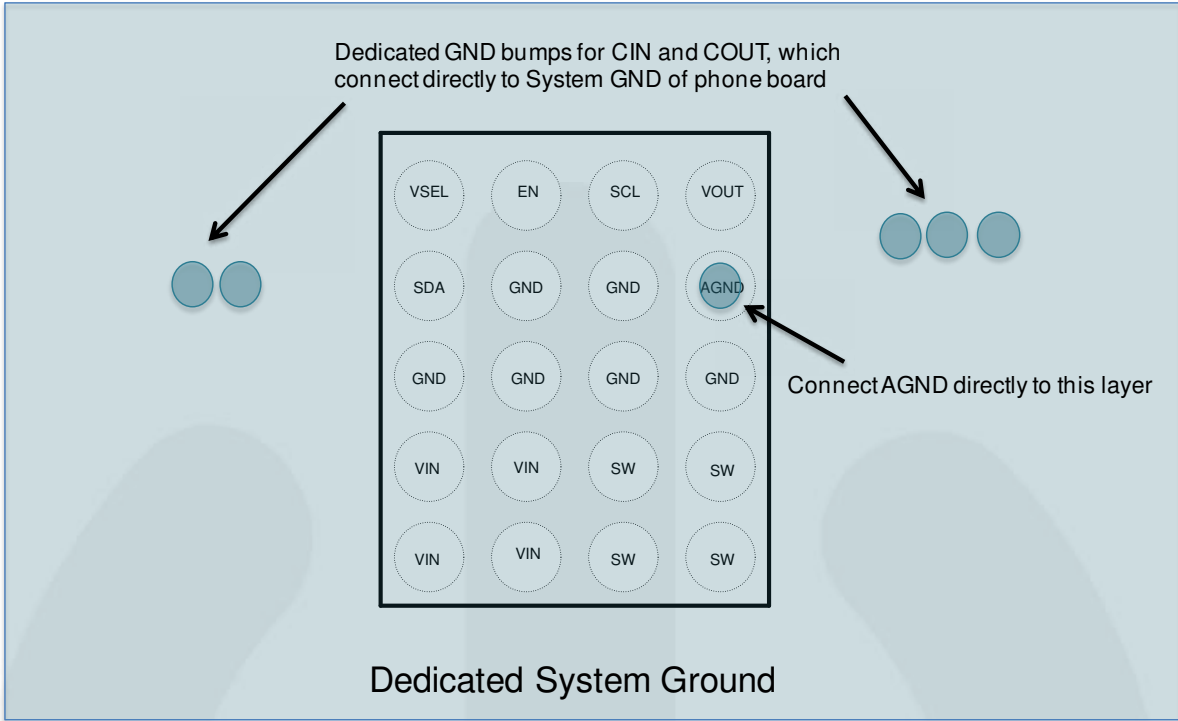 Dedicated GND bumps for CIN and COUT, which
connect directly to System GND of phone board
VSEL EN SCL VOUT
SDA GND GND AGND
GND GND GND GND
Connect AGND directly to this layer
VIN VIN SW SW
VIN VIN SW SW
Dedicated System Ground